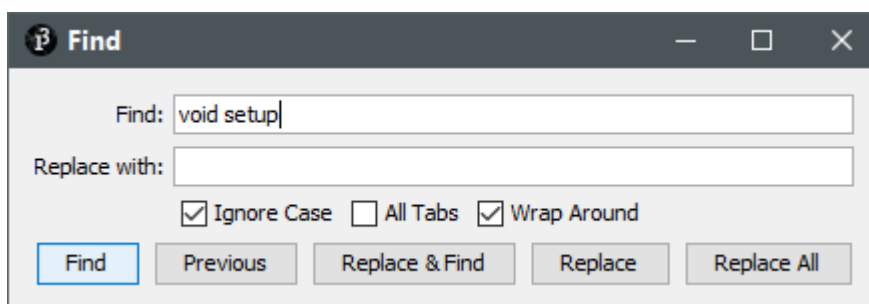 Find
Find: void setup
Replace with:
Ignore Case All Tabs Wrap Around
Find Previous Replace & Find Replace Replace All